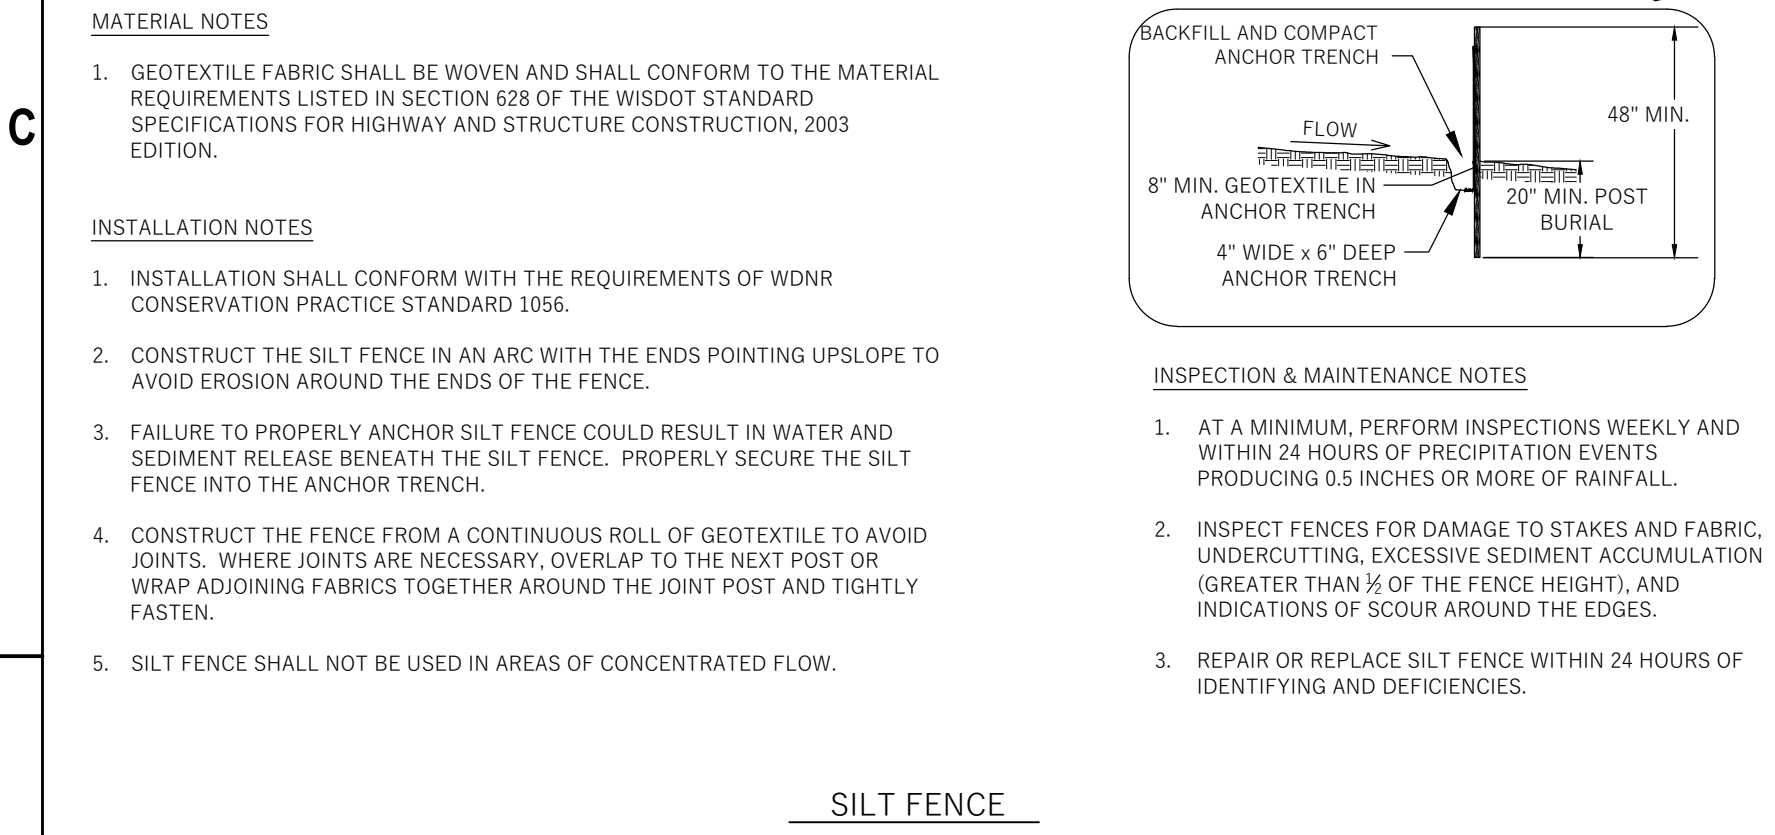 MATERIAL NOTES
1. GEOTEXTILE FABRIC SHALL BE WOVEN AND SHALL CONFORM TO THE MATERIAL
REQUIREMENTS LISTED IN SECTION 628 OF THE WISDOT STANDARD
SPECIFICATIONS FOR HIGHWAY AND STRUCTURE CONSTRUCTION, 2003
EDITION.
C
INSTALLATION NOTES
1. INSTALLATION SHALL CONFORM WITH THE REQUIREMENTS OF WDNR
CONSERVATION PRACTICE STANDARD 1056.
2. CONSTRUCT THE SILT FENCE IN AN ARC WITH THE ENDS POINTING UPSLOPE TO
AVOID EROSION AROUND THE ENDS OF THE FENCE.
3. FAILURE TO PROPERLY ANCHOR SILT FENCE COULD RESULT IN WATER AND
SEDIMENT RELEASE BENEATH THE SILT FENCE. PROPERLY SECURE THE SILT
FENCE INTO THE ANCHOR TRENCH.
4. CONSTRUCT THE FENCE FROM A CONTINUOUS ROLL OF GEOTEXTILE TO AVOID
JOINTS. WHERE JOINTS ARE NECESSARY, OVERLAP TO THE NEXT POST OR
WRAP ADJOINING FABRICS TOGETHER AROUND THE JOINT POST AND TIGHTLY
FASTEN.
5. SILT FENCE SHALL NOT BE USED IN AREAS OF CONCENTRATED FLOW.
BACKFILL AND COMPACT
ANCHOR TRENCH
48" MIN.
FLOW
8" MIN. GEOTEXTILE IN
ANCHOR TRENCH
20" MIN. POST
BURIAL
4" WIDE x 6" DEEP
ANCHOR TRENCH
INSPECTION & MAINTENANCE NOTES
1. AT A MINIMUM, PERFORM INSPECTIONS WEEKLY AND
WITHIN 24 HOURS OF PRECIPITATION EVENTS
PRODUCING 0.5 INCHES OR MORE OF RAINFALL.
2. INSPECT FENCES FOR DAMAGE TO STAKES AND FABRIC,
UNDERCUTTING, EXCESSIVE SEDIMENT ACCUMULATION
(GREATER THAN ½ OF THE FENCE HEIGHT), AND
INDICATIONS OF SCOUR AROUND THE EDGES.
3. REPAIR OR REPLACE SILT FENCE WITHIN 24 HOURS OF
IDENTIFYING AND DEFICIENCIES.
SILT FENCE